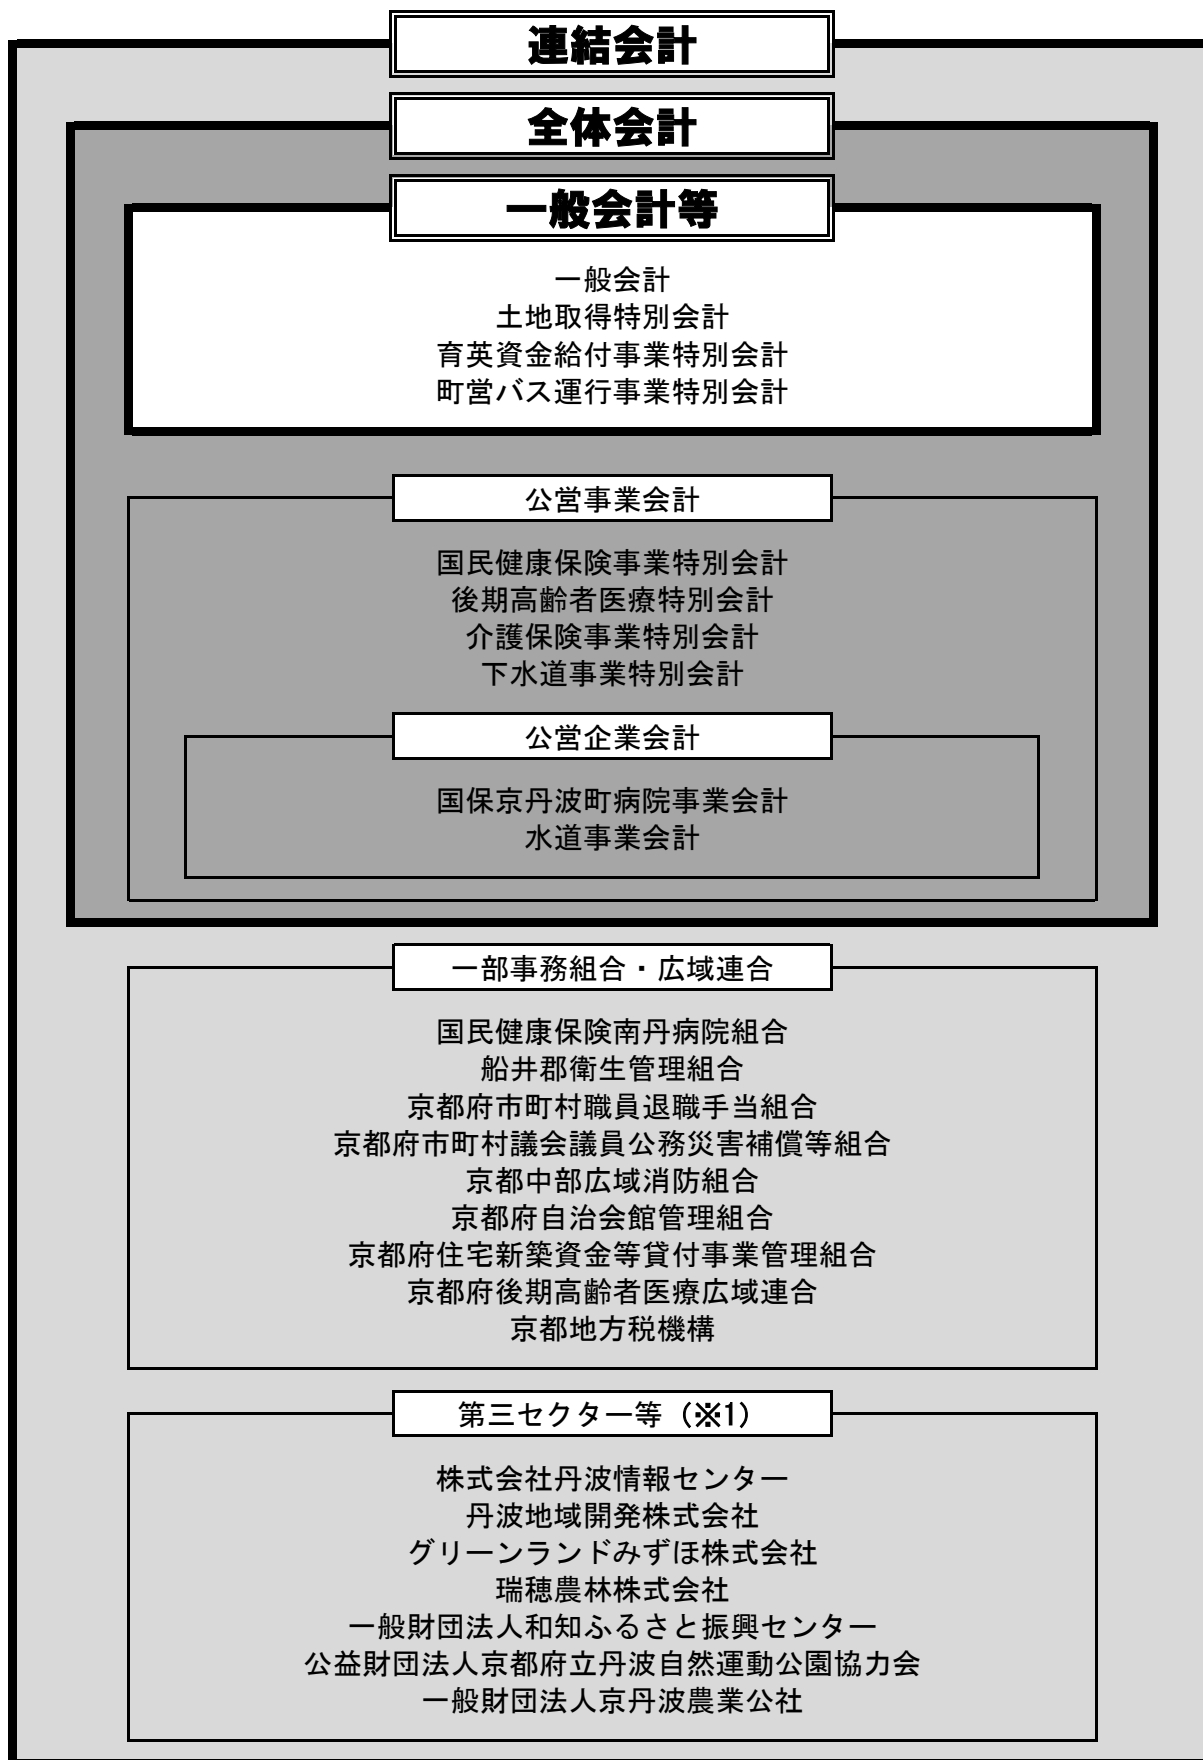 連結会計
全体会計
一般会計等
一般会計
土地取得特別会計
育英資金給付事業特別会計
町営バス運行事業特別会計
公営事業会計
国民健康保険事業特別会計
後期高齢者医療特別会計
介護保険事業特別会計
下水道事業特別会計
公営企業会計
国保京丹波町病院事業会計
水道事業会計
一部事務組合・広域連合
国民健康保険南丹病院組合
船井郡衛生管理組合
京都府市町村職員退職手当組合
京都府市町村議会議員公務災害補償等組合
京都中部広域消防組合
京都府自治会館管理組合
京都府住宅新築資金等貸付事業管理組合
京都府後期高齢者医療広域連合
京都地方税機構
第三セクター等（※1）
株式会社丹波情報センター
丹波地域開発株式会社
グリーンランドみずほ株式会社
瑞穂農林株式会社
一般財団法人和知ふるさと振興センター
公益財団法人京都府立丹波自然運動公園協力会
一般財団法人京丹波農業公社